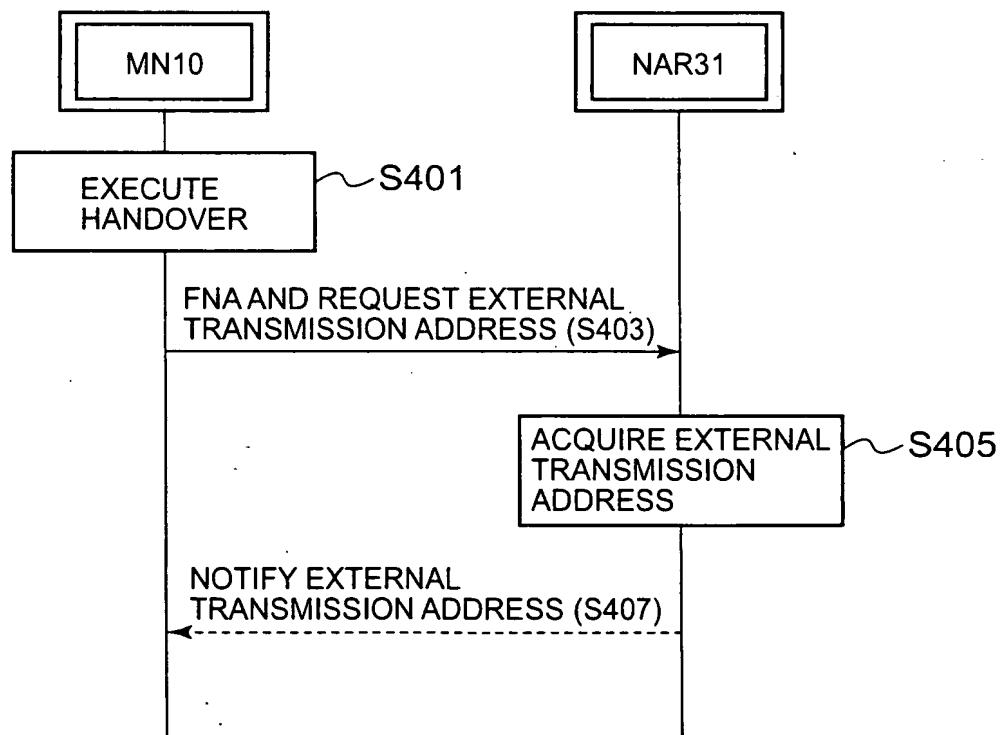 MN10
NAR31
EXECUTE
HANDOVER
S401
FNA AND REQUEST EXTERNAL
TRANSMISSION ADDRESS (S403)
ACQUIRE EXTERNAL
TRANSMISSION
ADDRESS
S405
NOTIFY EXTERNAL
TRANSMISSION ADDRESS (S407)